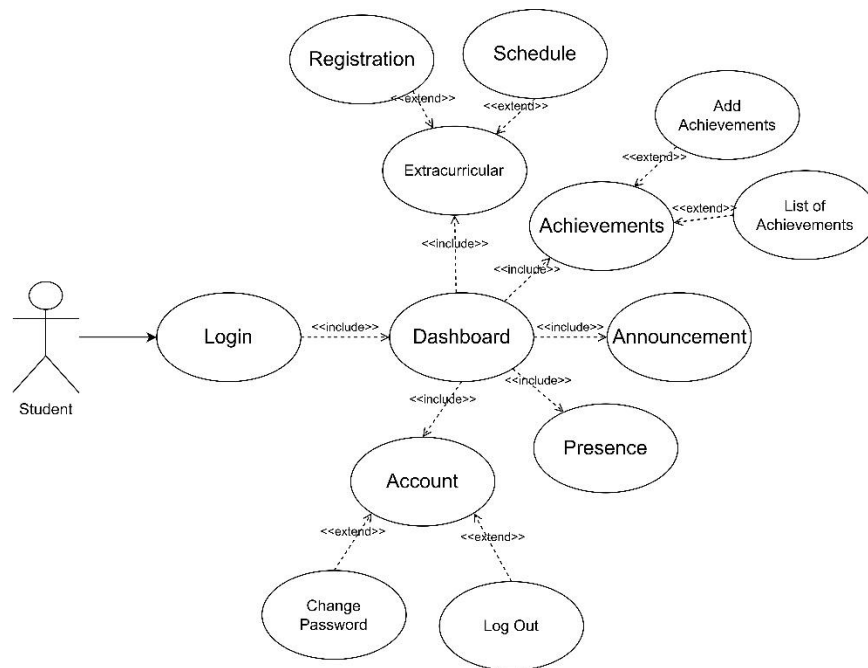 Registration
Schedule
<<extend>>
<<extend>>
Add
Achievements
<<extend>>
Extracurricular
<<extend>>
List of
Achievements
Achievements
<<include>>
<<include>>
Login
<<include>>
Dashboard
<<include>>
Announcement
Student
<<include>>
<<include>>
Presence
Account
<<extend>>
<<extend>>
Change
Password
Log Out